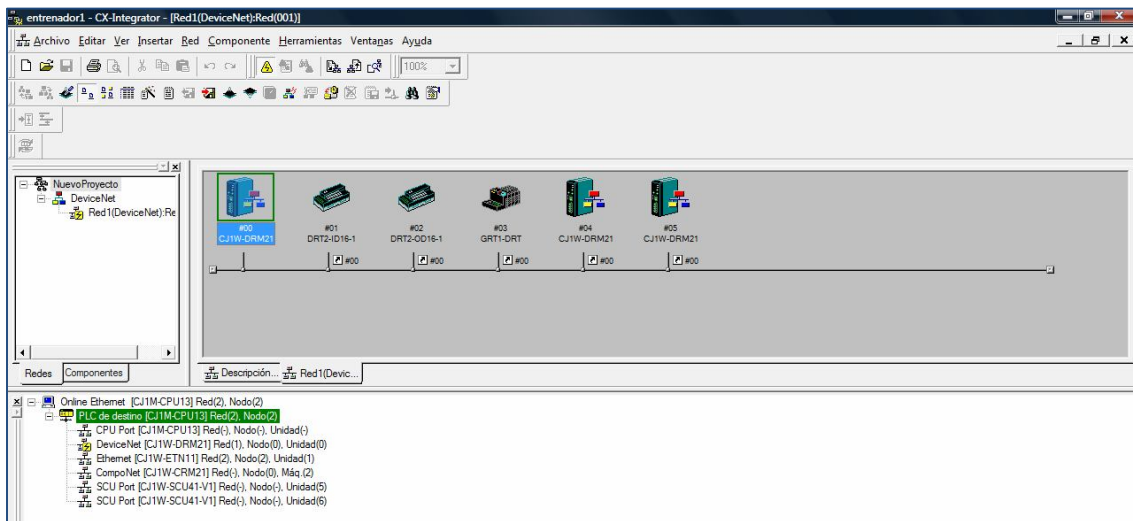 entrenador1 - CX-Integrator - [Red1(DeviceNet):Red(001)]
Archivo Editar Ver Insertar Red Componente Herramientas Ventanas Ayuda
100%
NuevoProyecto
DeviceNet
Red1(DeviceNet):Re
#00
CJ1W-DRM21
#01
DRT2-ID16-1
#02
DRT2-OD16-1
#03
GRT1-DRT
#04
CJ1W-DRM21
#05
CJ1W-DRM21
#00 #00 #00 #00 #00
Redes Componentes
Descripción... Red1(Devic...
Online Ethernet [CJ1M-CPU13] Red(2), Nodo(2)
PLC de destino [CJ1M-CPU13] Red(2), Nodo(2)
CPU Port [CJ1M-CPU13] Red(-), Nodo(-), Unidad(-)
DeviceNet [CJ1W-DRM21] Red(1), Nodo(0), Unidad(0)
Ethernet [CJ1W-ETN11] Red(2), Nodo(2), Unidad(1)
CompoNet [CJ1W-CRM21] Red(-), Nodo(0), Máq.(2)
SCU Port [CJ1W-SCU41-V1] Red(-), Nodo(-), Unidad(5)
SCU Port [CJ1W-SCU41-V1] Red(-), Nodo(-), Unidad(6)